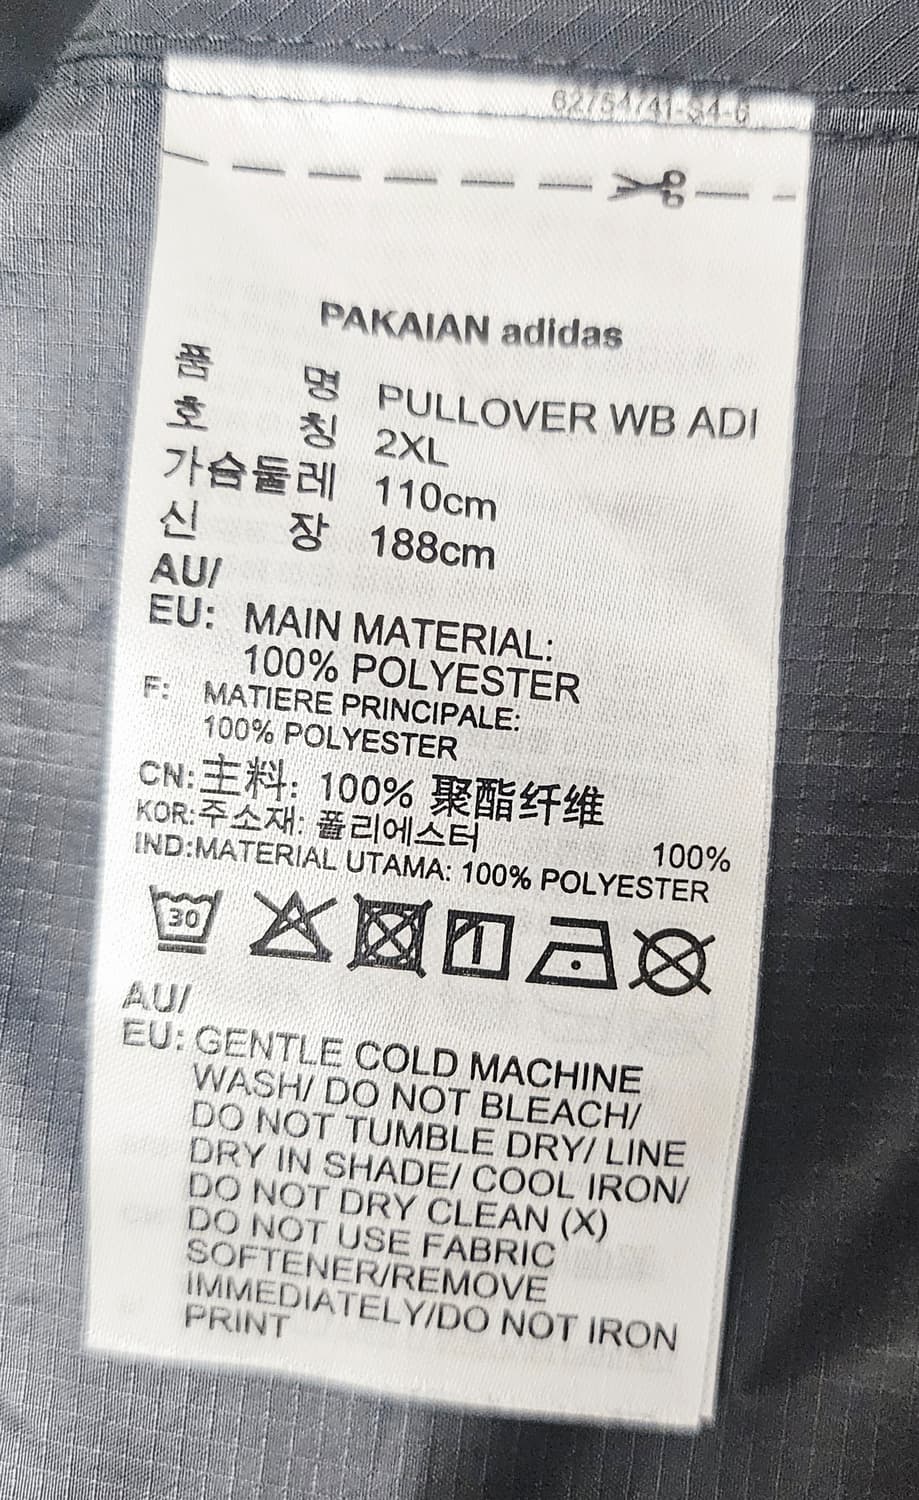 62754741-S4-6
PAKAIAN adidas
품 명 PULLOVER WB ADI
호 칭 2XL
가슴둘레 110cm
신 장 188cm
AU/
EU: MAIN MATERIAL:
100% POLYESTER
F: MATIERE PRINCIPALE:
100% POLYESTER
CN: 主料: 100% 聚酯纤维
KOR: 주소재: 폴리에스터 100%
IND: MATERIAL UTAMA: 100% POLYESTER
30
AU/
EU: GENTLE COLD MACHINE
WASH/ DO NOT BLEACH/
DO NOT TUMBLE DRY/ LINE
DRY IN SHADE/ COOL IRON/
DO NOT DRY CLEAN (X)
DO NOT USE FABRIC
SOFTENER/REMOVE
IMMEDIATELY/DO NOT IRON
PRINT